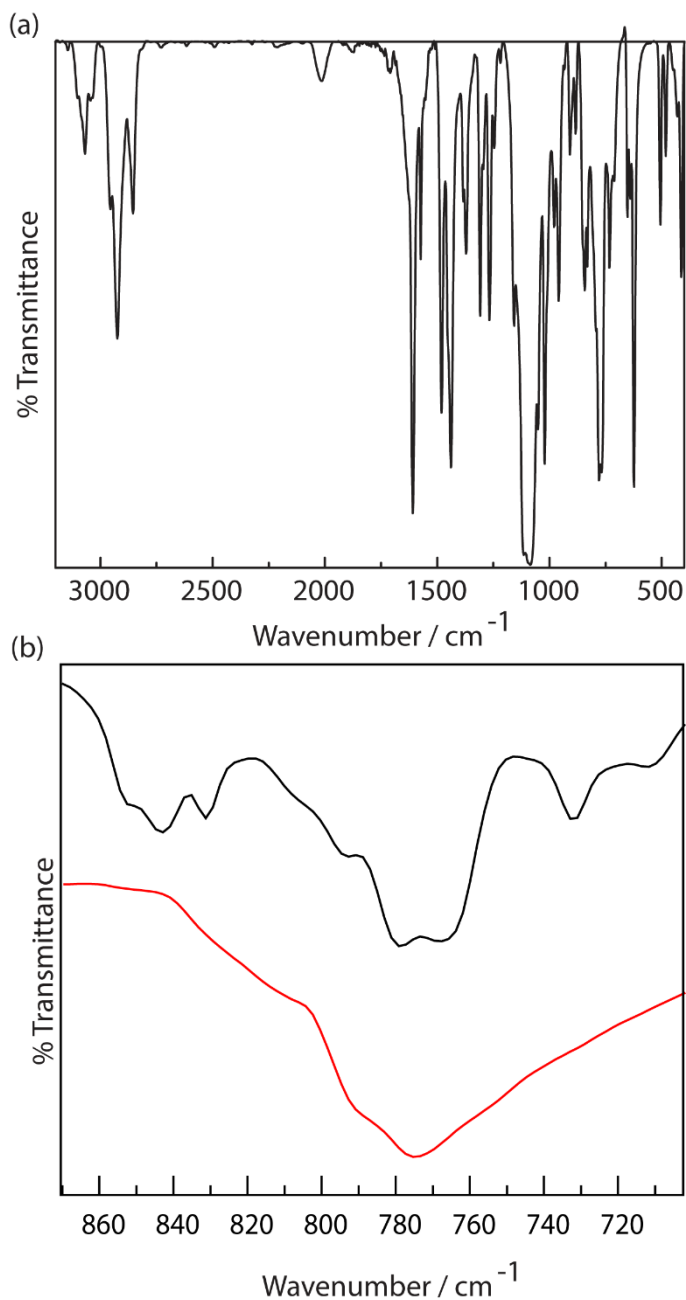 (a)
% Transmittance
3000 2500 2000 1500 1000 500
Wavenumber / cm⁻¹
(b)
% Transmittance
860 840 820 800 780 760 740 720
Wavenumber / cm⁻¹